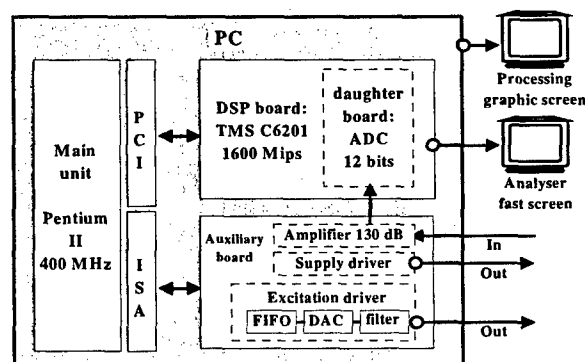 PC
Main
unit
Pentium
II
400 MHz
P
C
I
I
S
A
DSP board:
TMS C6201
1600 Mips
daughter
board:
ADC
12 bits
Auxiliary
board
Amplifier 130 dB
Supply driver
Excitation driver
FIFO DAC filter
Processing
graphic screen
Analyser
fast screen
In
Out
Out